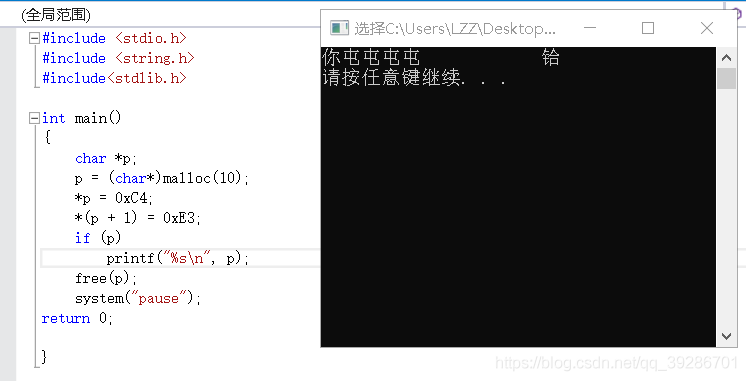 (全局范围)
选择C:\Users\LZZ\Desktop...
#include <stdio.h>
#include <string.h>
#include<stdlib.h>
int main()
{
char *p;
p = (char*)malloc(10);
*p = 0xC4;
*(p + 1) = 0xE3;
if (p)
printf("%s\n", p);
free(p);
system("pause");
return 0;
}
你屯屯屯屯 铪
请按任意键继续. . .
https://blog.csdn.net/qq_39286701